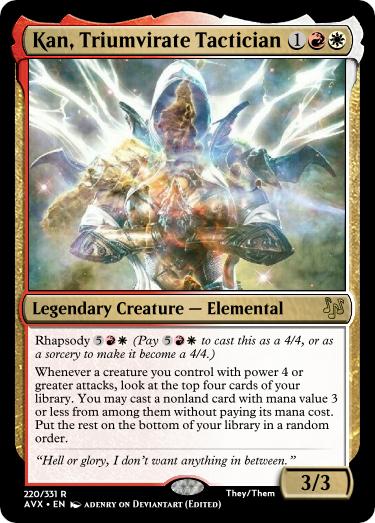 Kan, Triumvirate Tactician 1
Legendary Creature — Elemental
Rhapsody 5 (Pay 5 to cast this as a 4/4, or as
a sorcery to make it become a 4/4.)
Whenever a creature you control with power 4 or
greater attacks, look at the top four cards of your
library. You may cast a nonland card with mana value 3
or less from among them without paying its mana cost.
Put the rest on the bottom of your library in a random
order.
“Hell or glory, I don’t want anything in between.”
3/3
220/331 R They/Them
AVX • EN ADENRY ON DEVIANTART (Edited)